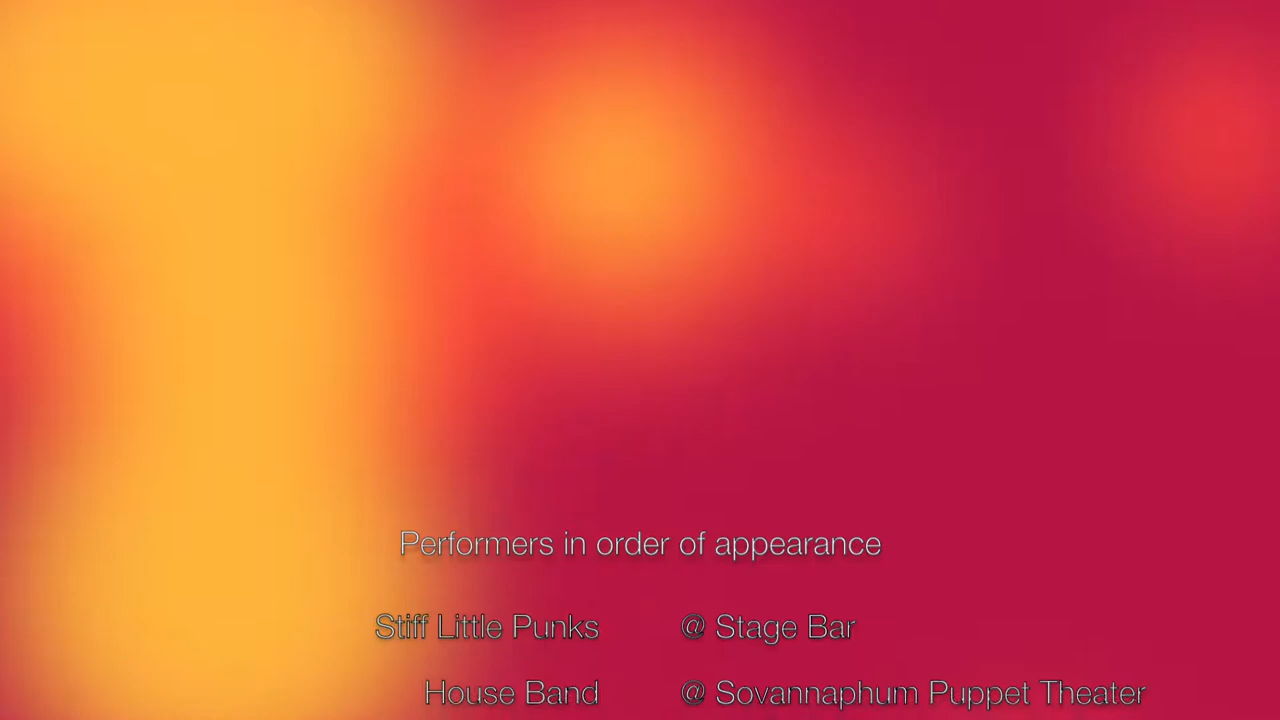 Performers in order of appearance
Stiff Little Punks @ Stage Bar
House Band @ Sovannaphum Puppet Theater